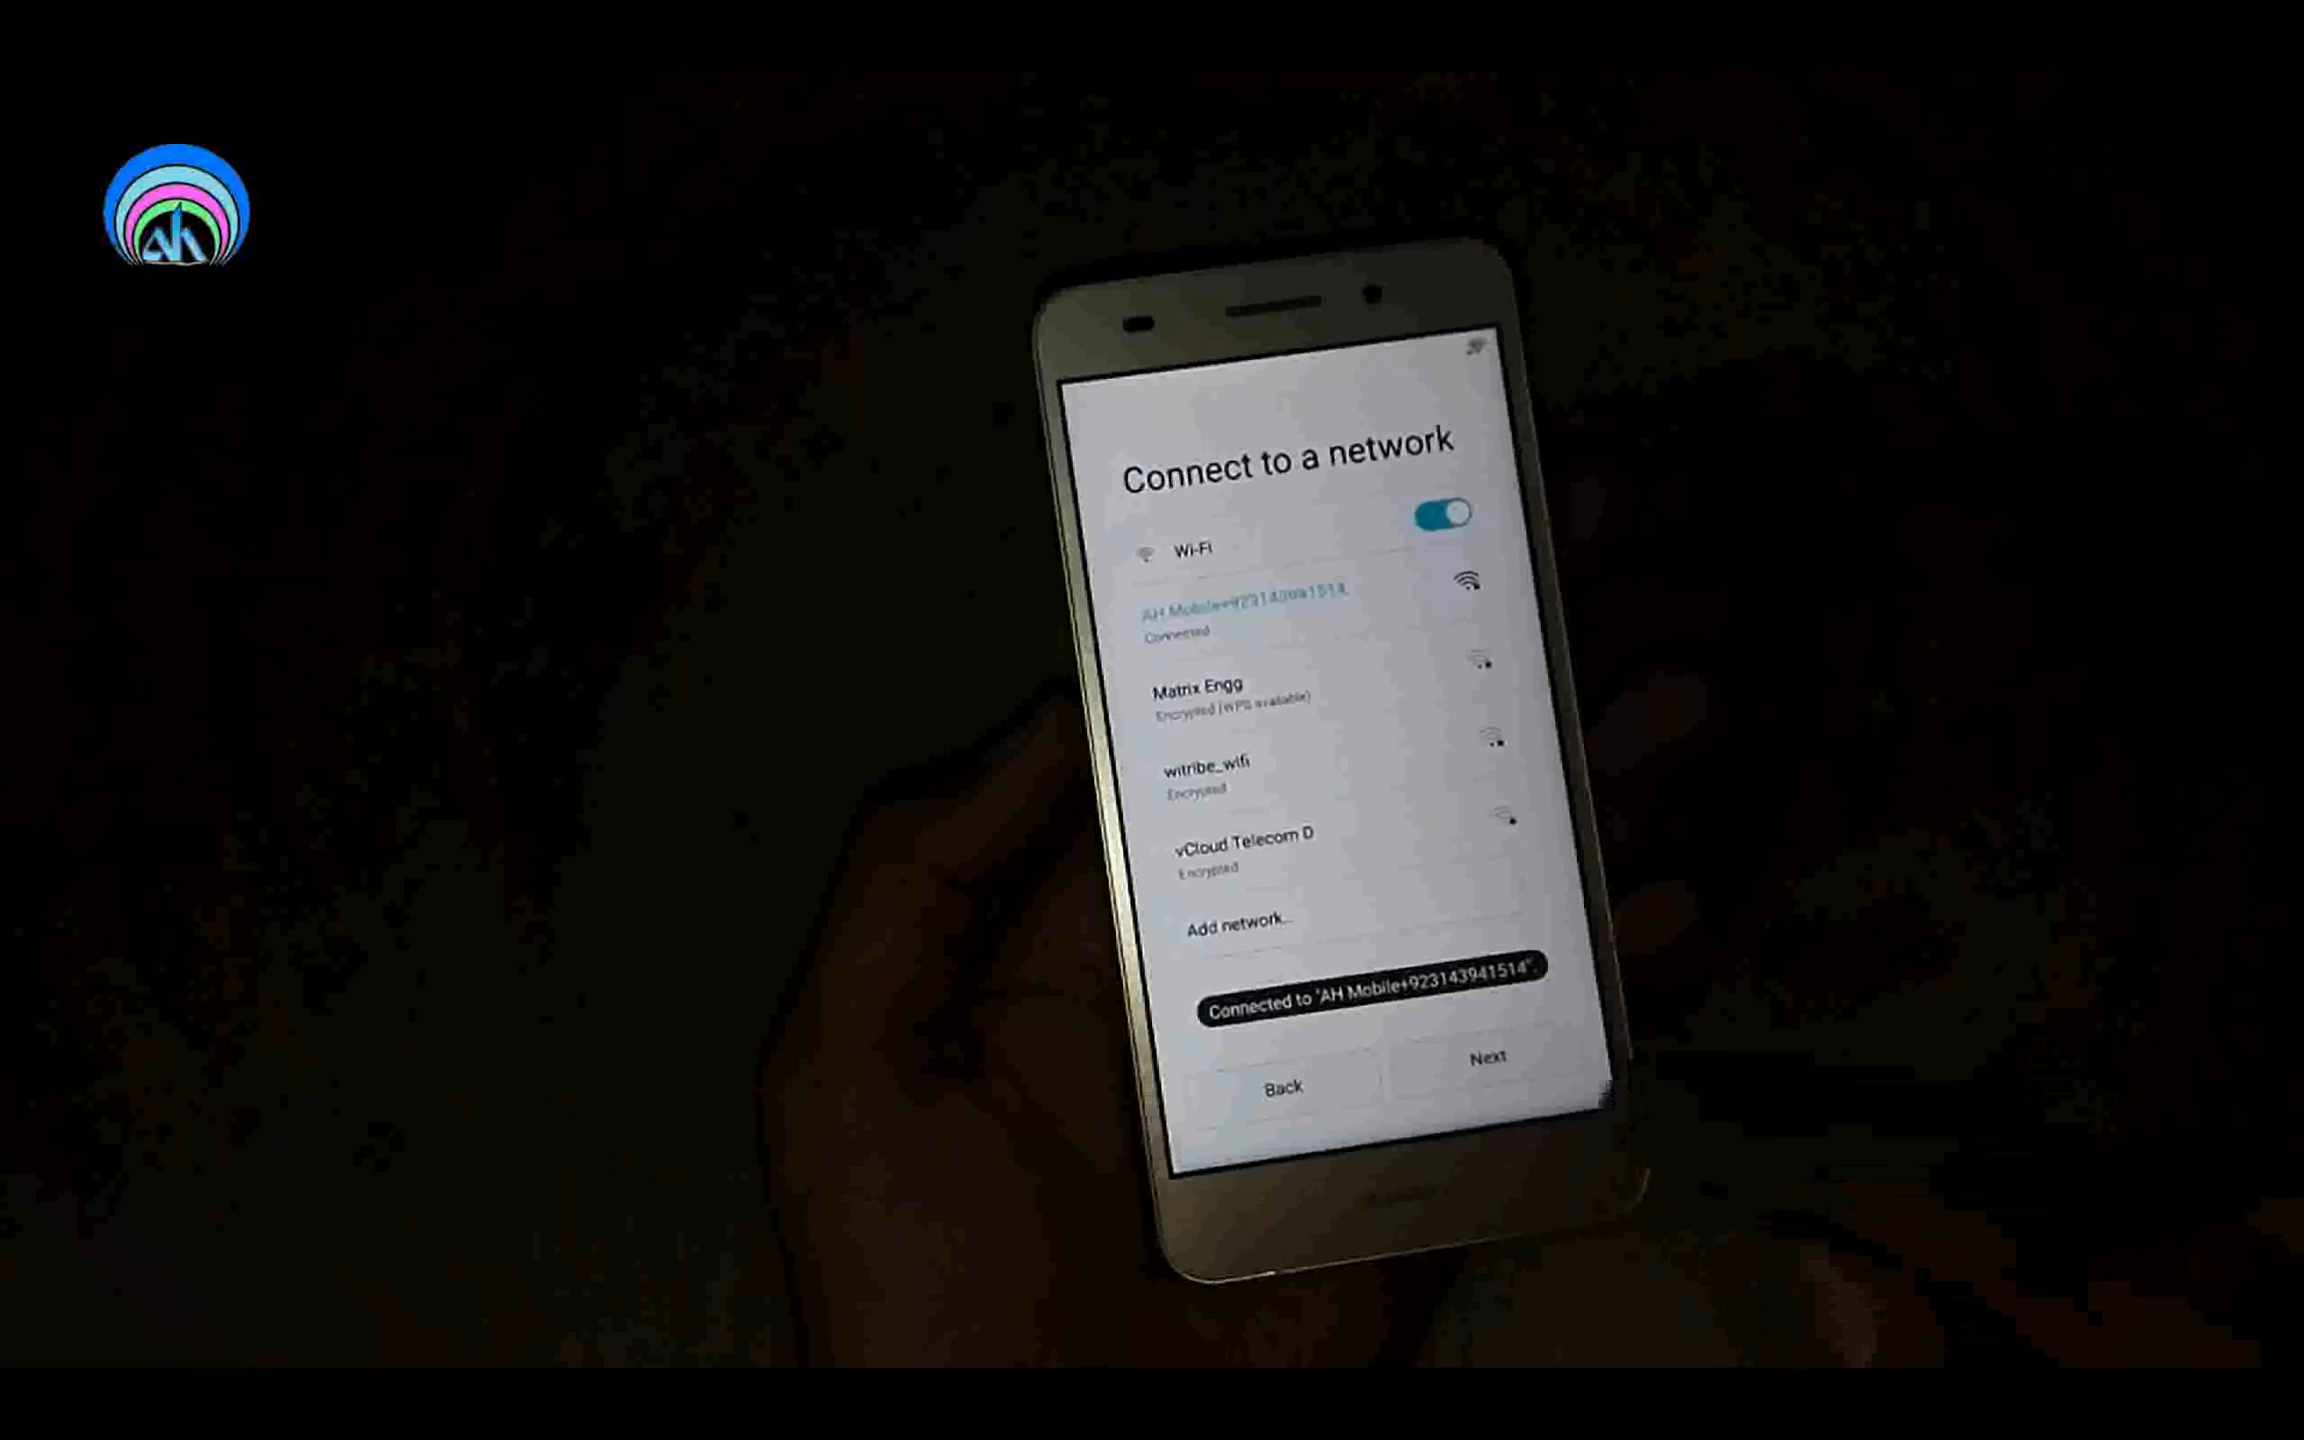 Ah
Connect to a network
Wi-Fi
AH Mobile+923143941514
Connected
Matrix Engg
Encrypted (WPS available)
witribe_wifi
Encrypted
vCloud Telecom D
Encrypted
Add network...
Connected to "AH Mobile+923143941514".
Back
Next